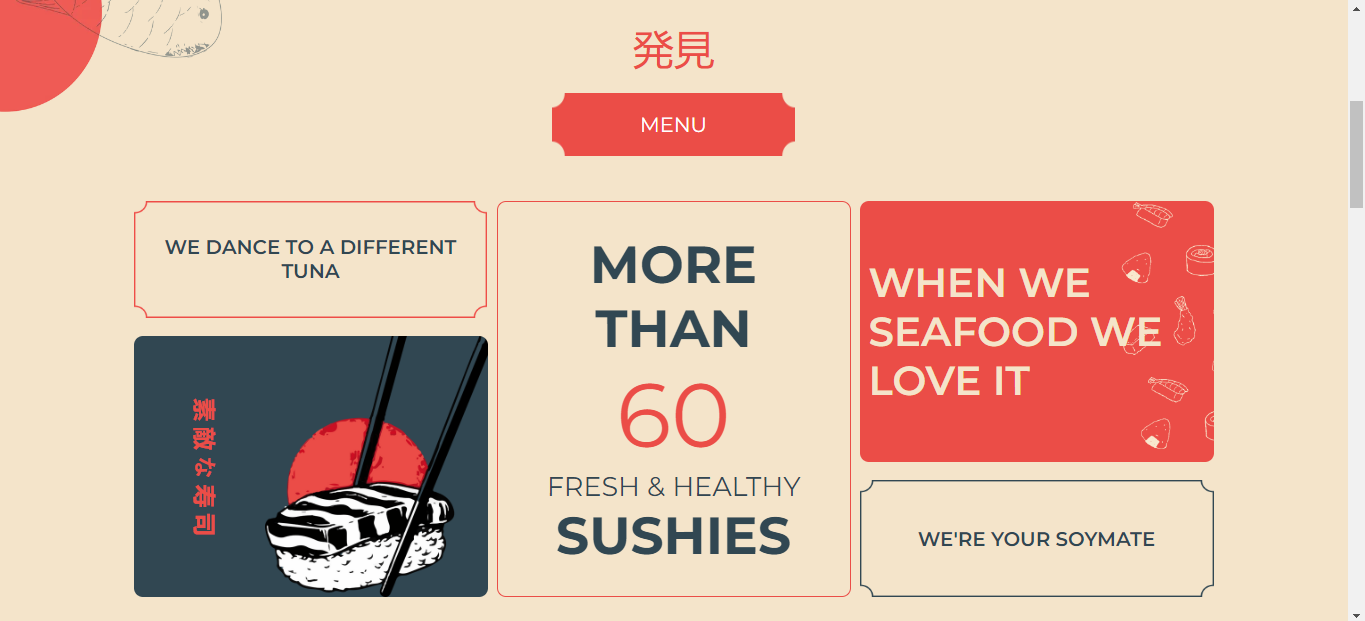 発見
MENU
WE DANCE TO A DIFFERENT
TUNA
素敵な寿司
MORE
THAN
60
FRESH & HEALTHY
SUSHIES
WHEN WE
SEAFOOD WE
LOVE IT
WE'RE YOUR SOYMATE